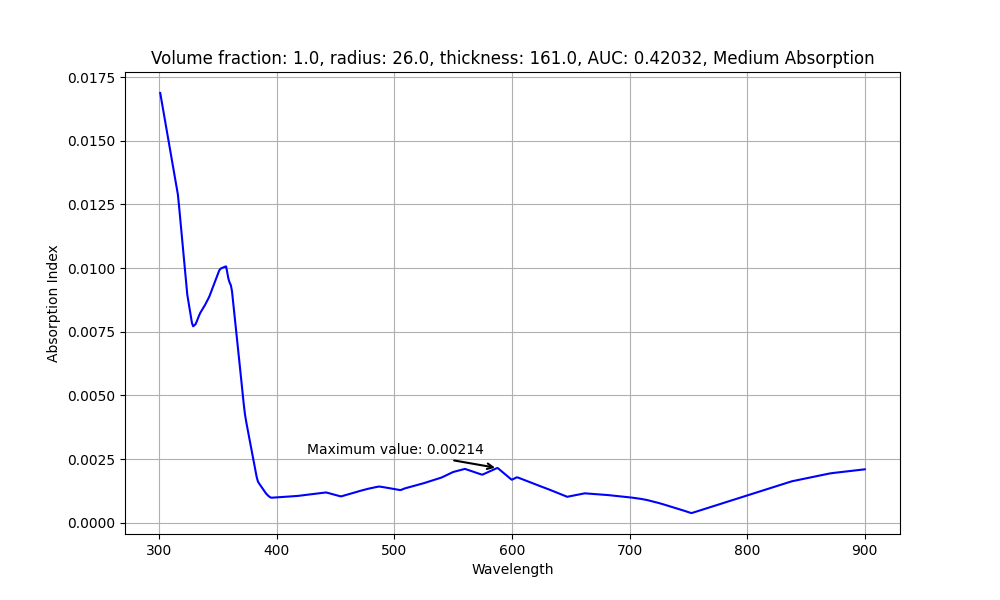 Volume fraction: 1.0, radius: 26.0, thickness: 161.0, AUC: 0.42032, Medium Absorption
0.0175
0.0150
0.0125
0.0100
0.0075
0.0050
0.0025
0.0000
Absorption Index
Maximum value: 0.00214
300 400 500 600 700 800 900
Wavelength